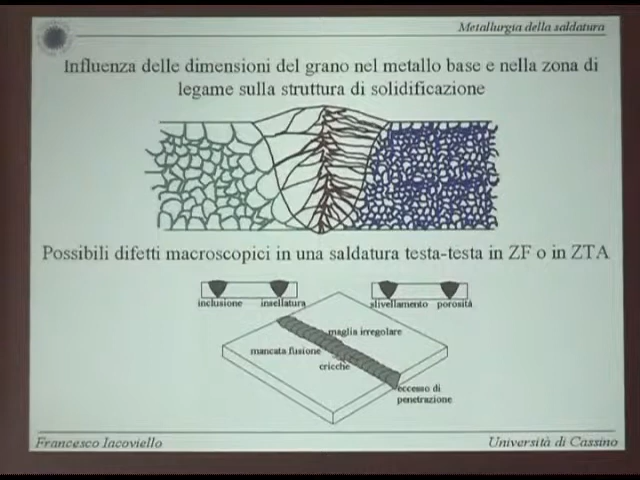 Metallurgia della saldatura
Influenza delle dimensioni del grano nel metallo base e nella zona di
legame sulla struttura di solidificazione
Possibili difetti macroscopici in una saldatura testa-testa in ZF o in ZTA
inclusione insellatura slivellamento porosità
maglia irregolare
mancata fusione
cricche
eccesso di
penetrazione
Francesco Iacoviello Università di Cassino